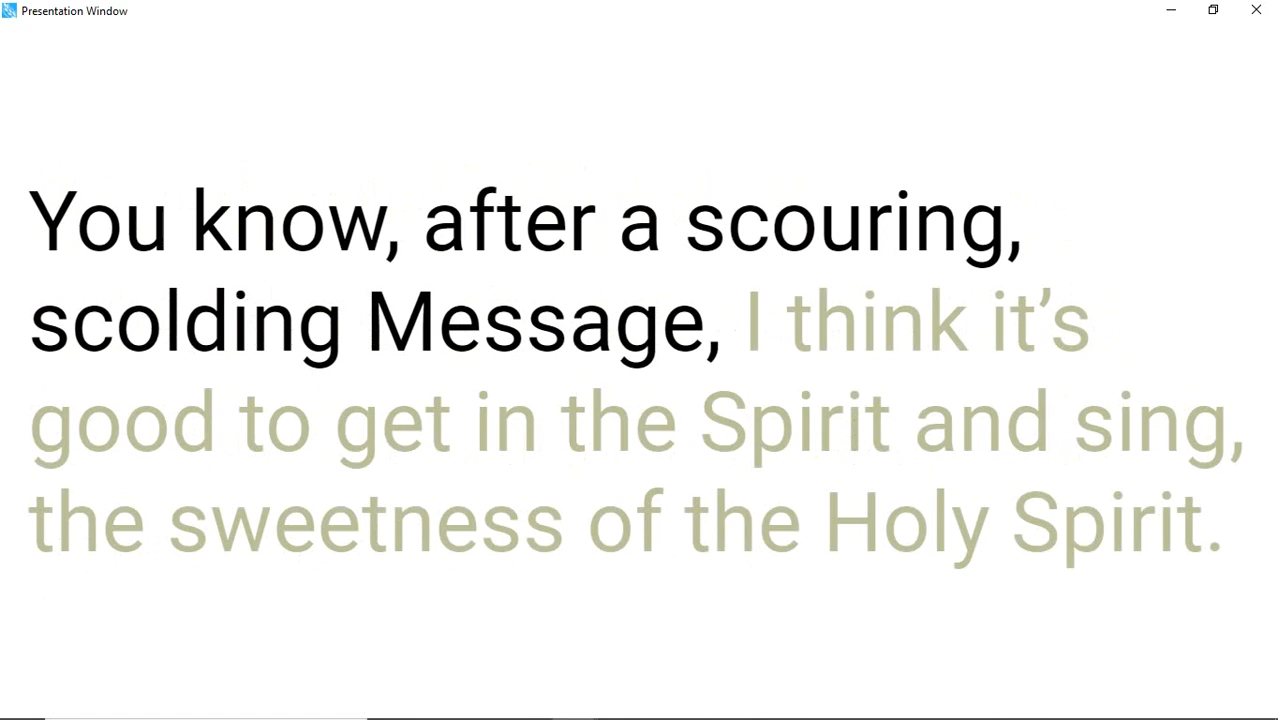 Presentation Window
You know, after a scouring,
scolding Message, I think it’s
good to get in the Spirit and sing,
the sweetness of the Holy Spirit.